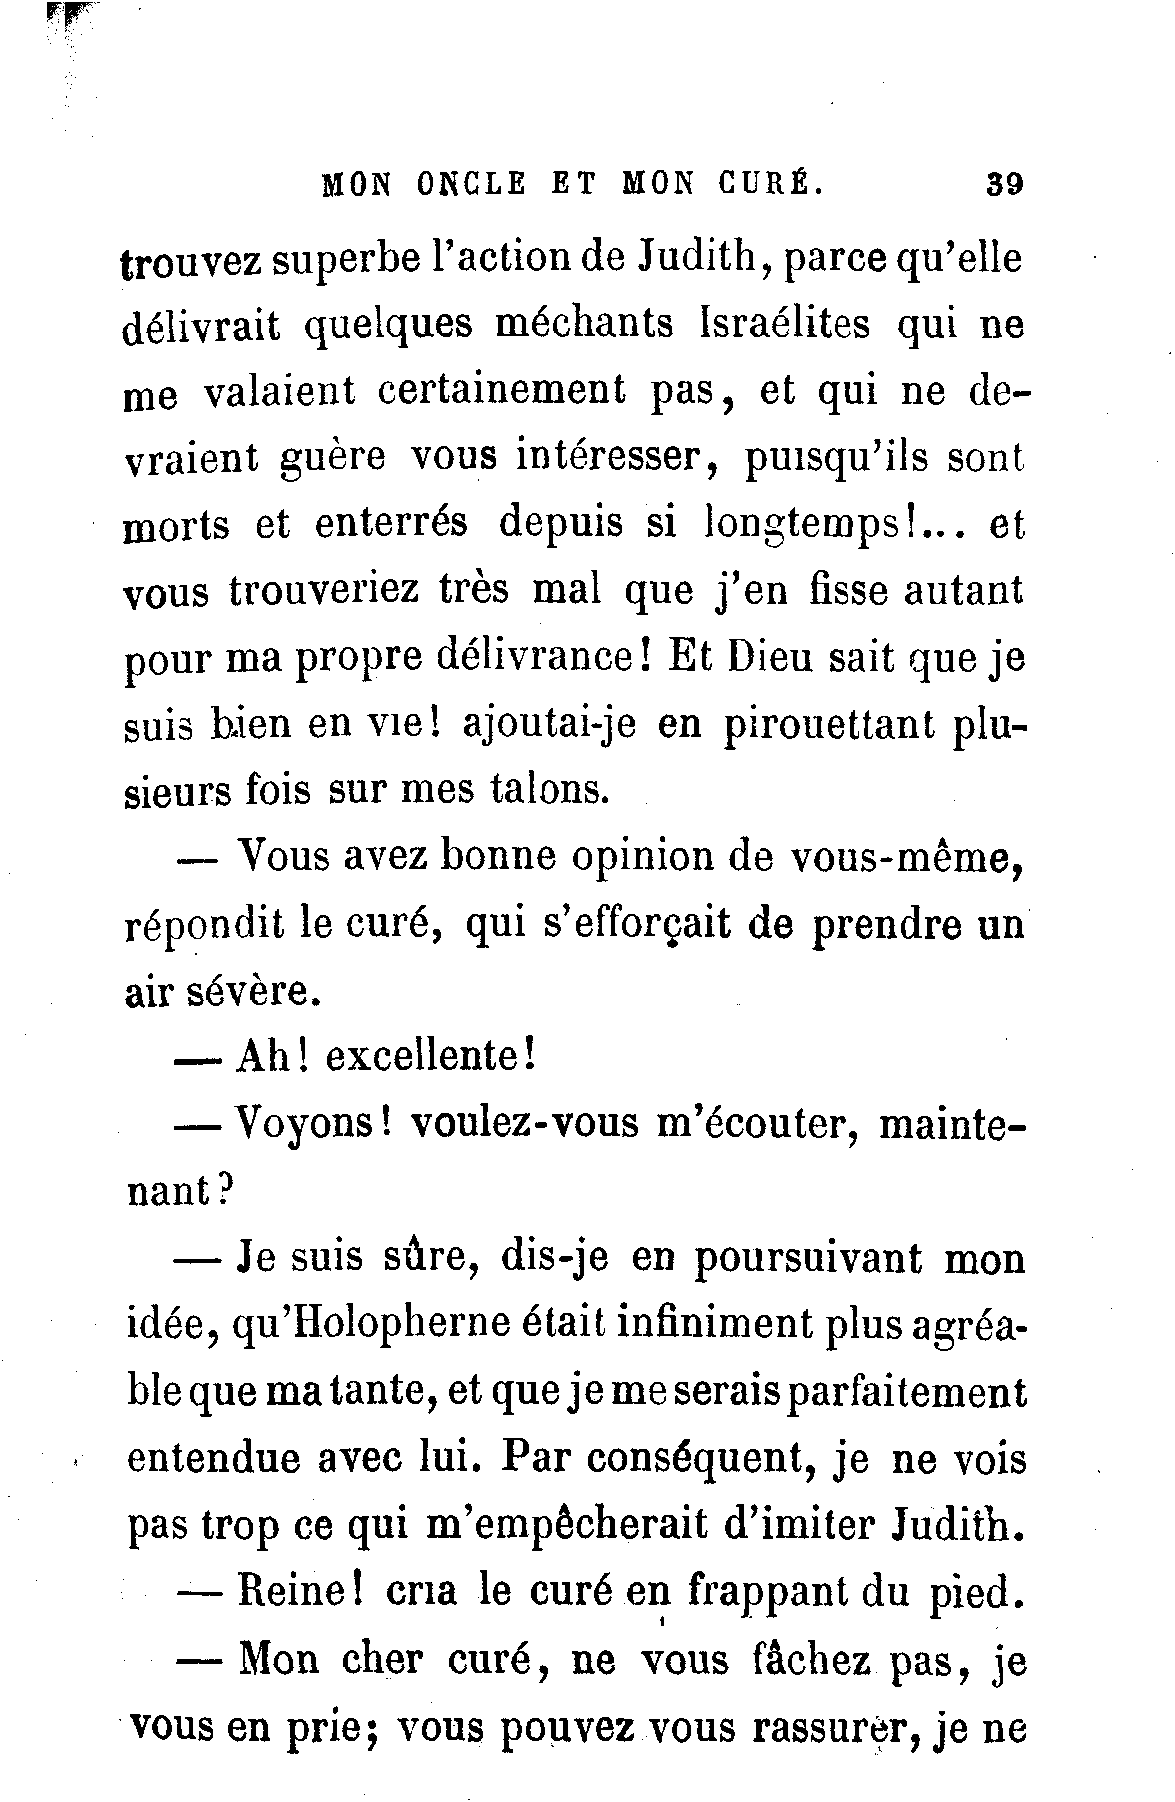 MON ONCLE ET MON CURÉ. 39
trouvez superbe l'action de Judith, parce qu'elle
délivrait quelques méchants Israélites qui ne
me valaient certainement pas, et qui ne de-
vraient guère vous intéresser, puisqu'ils sont
morts et enterrés depuis si longtemps!... et
vous trouveriez très mal que j'en fisse autant
pour ma propre délivrance! Et Dieu sait que je
suis bien en vie! ajoutai-je en pirouettant plu-
sieurs fois sur mes talons.
— Vous avez bonne opinion de vous-même,
répondit le curé, qui s'efforçait de prendre un
air sévère.
— Ah! excellente!
— Voyons! voulez-vous m'écouter, mainte-
nant?
— Je suis sûre, dis-je en poursuivant mon
idée, qu'Holopherne était infiniment plus agréa-
ble que ma tante, et que je me serais parfaitement
entendue avec lui. Par conséquent, je ne vois
pas trop ce qui m'empêcherait d'imiter Judith.
— Reine! cria le curé en frappant du pied.
— Mon cher curé, ne vous fâchez pas, je
vous en prie; vous pouvez vous rassurer, je ne